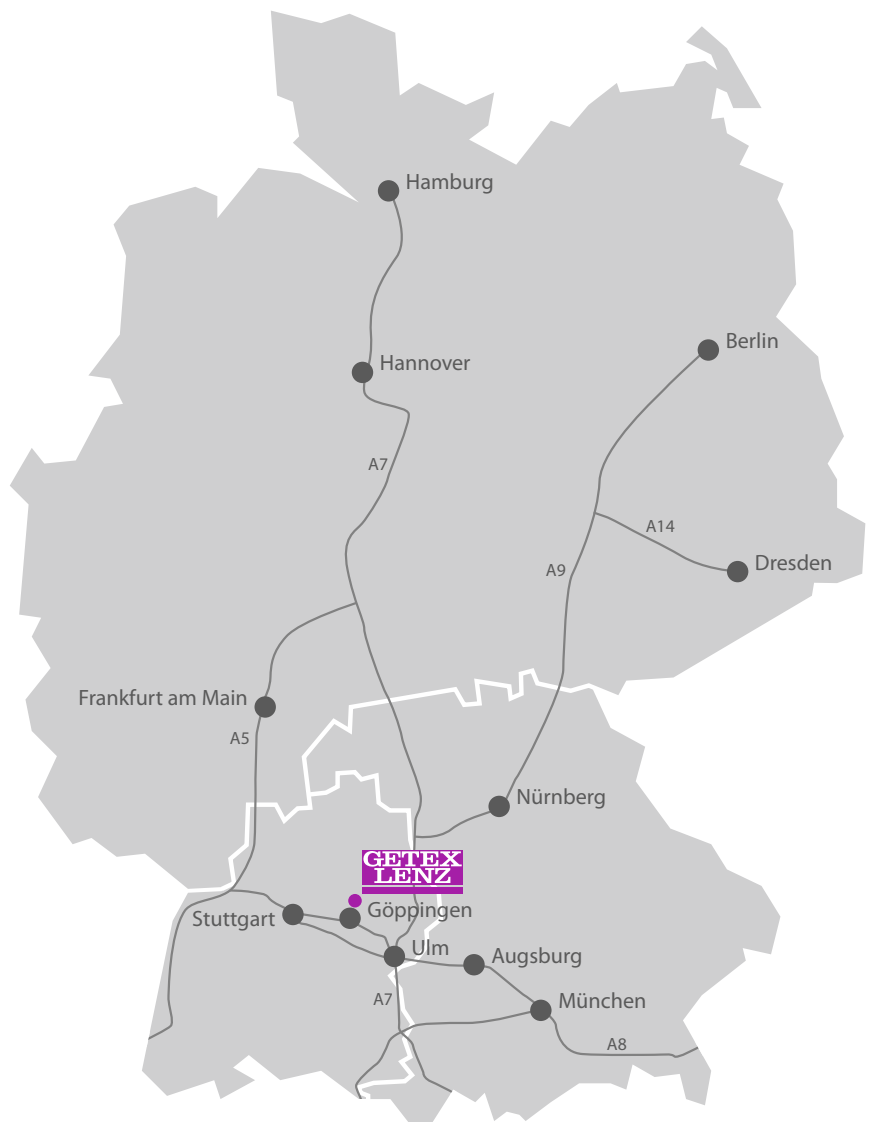 Hamburg
Berlin
Hannover
A7
A14
Dresden
A9
Frankfurt am Main
A5
Nürnberg
GETEX
LENZ
Göppingen
Stuttgart
Ulm
Augsburg
A7
München
A8